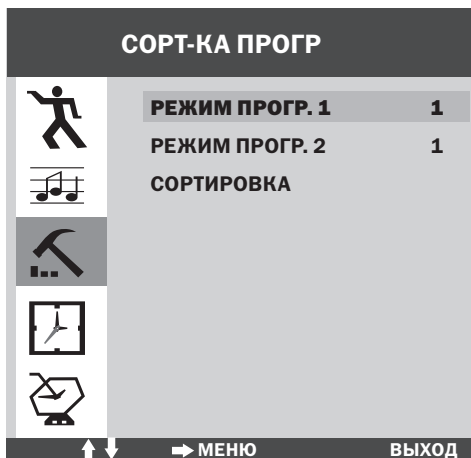 СОРТ-КА ПРОГР
РЕЖИМ ПРОГР. 1 1
РЕЖИМ ПРОГР. 2 1
СОРТИРОВКА
МЕНЮ ВЫХОД